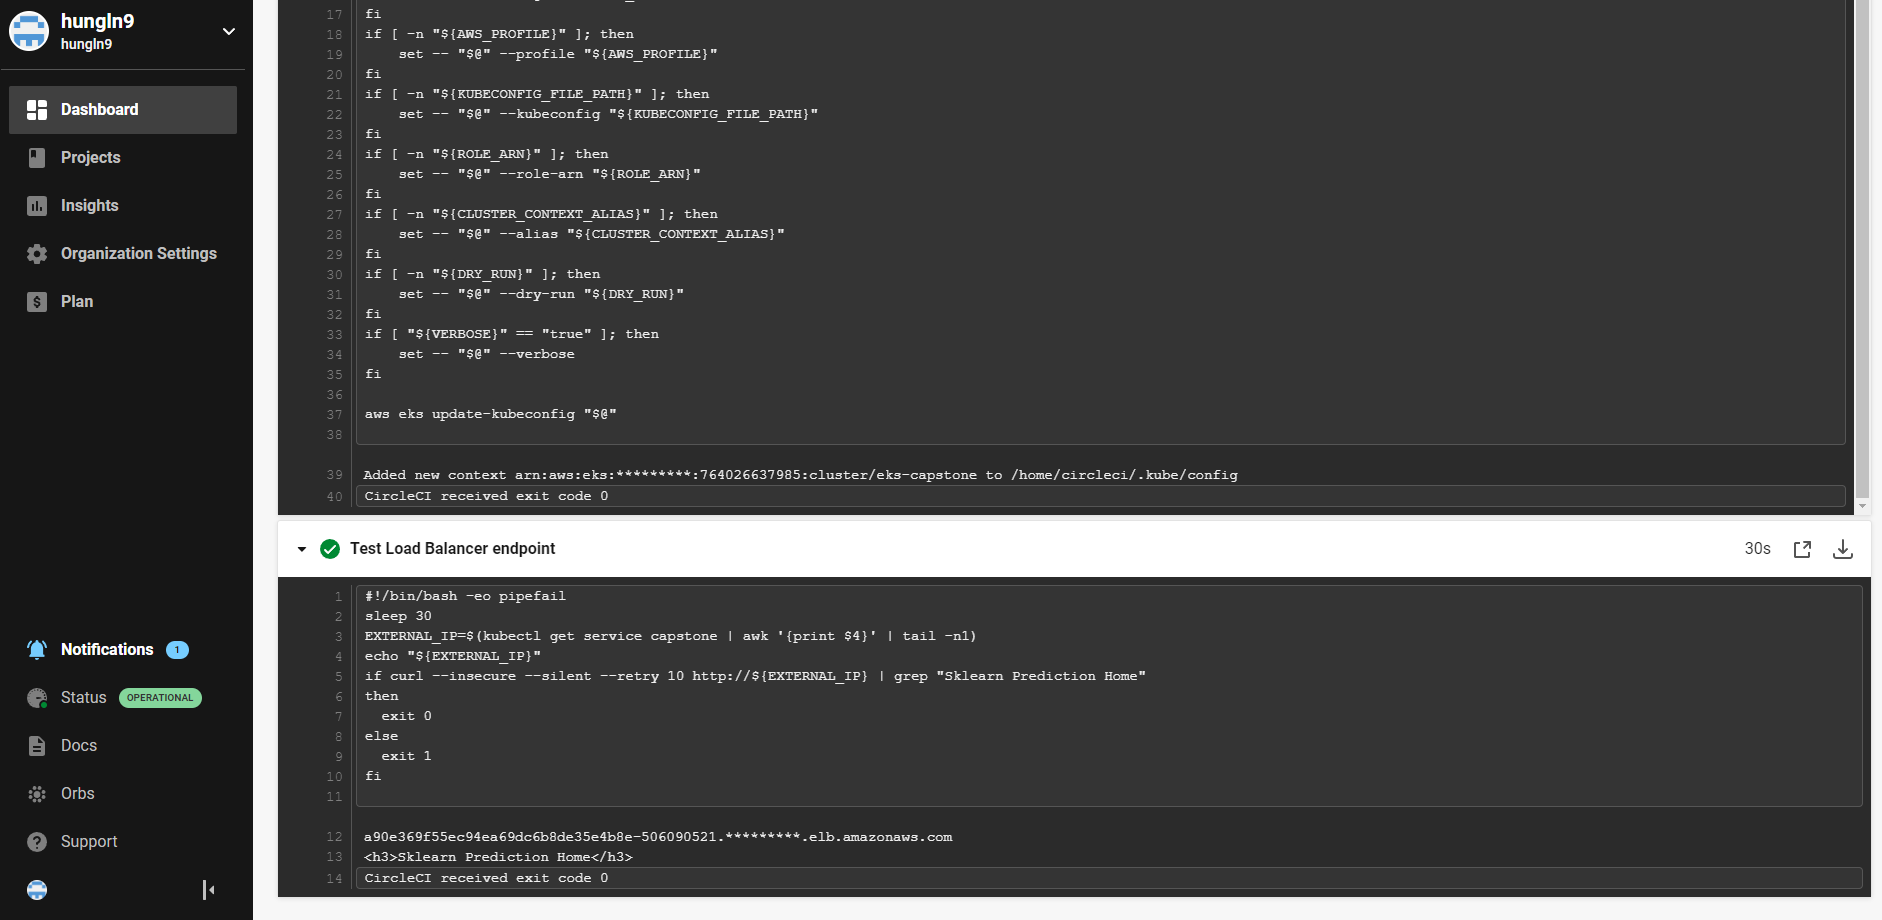 hungln9
hungln9
Dashboard
Projects
Insights
Organization Settings
Plan
Notifications 1
Status OPERATIONAL
Docs
Orbs
Support
17 fi
18 if [ -n "${AWS_PROFILE}" ]; then
19 set -- "$@" --profile "${AWS_PROFILE}"
20 fi
21 if [ -n "${KUBECONFIG_FILE_PATH}" ]; then
22 set -- "$@" --kubeconfig "${KUBECONFIG_FILE_PATH}"
23 fi
24 if [ -n "${ROLE_ARN}" ]; then
25 set -- "$@" --role-arn "${ROLE_ARN}"
26 fi
27 if [ -n "${CLUSTER_CONTEXT_ALIAS}" ]; then
28 set -- "$@" --alias "${CLUSTER_CONTEXT_ALIAS}"
29 fi
30 if [ -n "${DRY_RUN}" ]; then
31 set -- "$@" --dry-run "${DRY_RUN}"
32 fi
33 if [ "${VERBOSE}" == "true" ]; then
34 set -- "$@" --verbose
35 fi
36
37 aws eks update-kubeconfig "$@"
38
39 Added new context arn:aws:eks:*********:764026637985:cluster/eks-capstone to /home/circleci/.kube/config
40 CircleCI received exit code 0
Test Load Balancer endpoint 30s
1 #!/bin/bash -eo pipefail
2 sleep 30
3 EXTERNAL_IP=$(kubectl get service capstone | awk '{print $4}' | tail -n1)
4 echo "${EXTERNAL_IP}"
5 if curl --insecure --silent --retry 10 http://${EXTERNAL_IP} | grep "Sklearn Prediction Home"
6 then
7 exit 0
8 else
9 exit 1
10 fi
11
12 a90e369f55ec94ea69dc6b8de35e4b8e-506090521.*********.elb.amazonaws.com
13 <h3>Sklearn Prediction Home</h3>
14 CircleCI received exit code 0